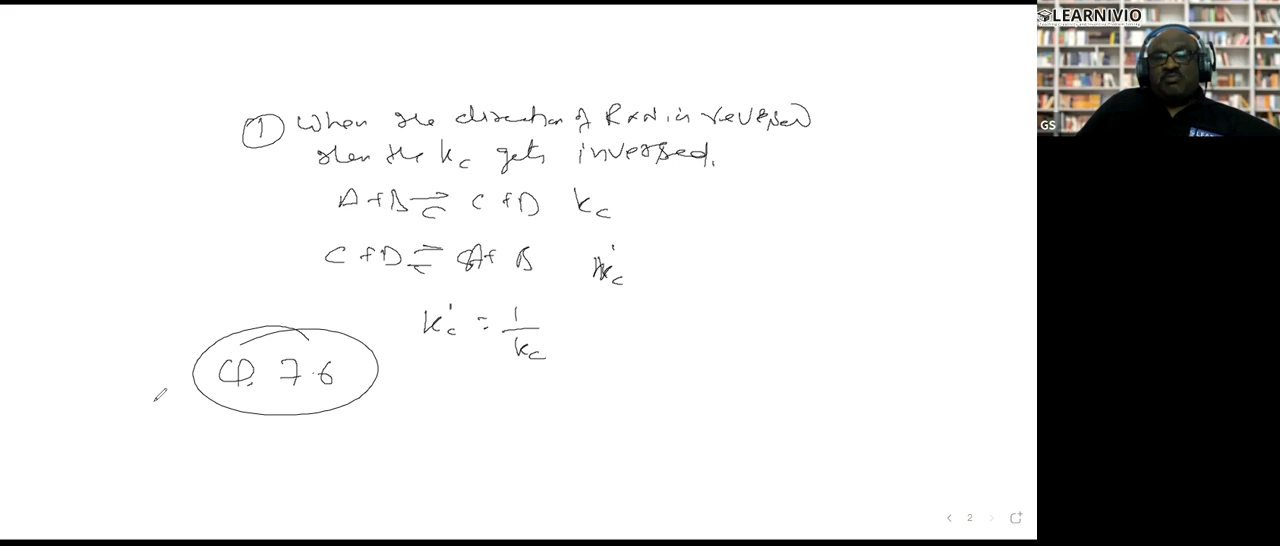 ① When the direction of Rxn is reversed
then the Kc gets inversed.
A + B ⇌ C + D Kc
C + D ⇌ A + B K'c
K'c = 1/Kc
CP. 7.6
LEARNIVIO
GS
2